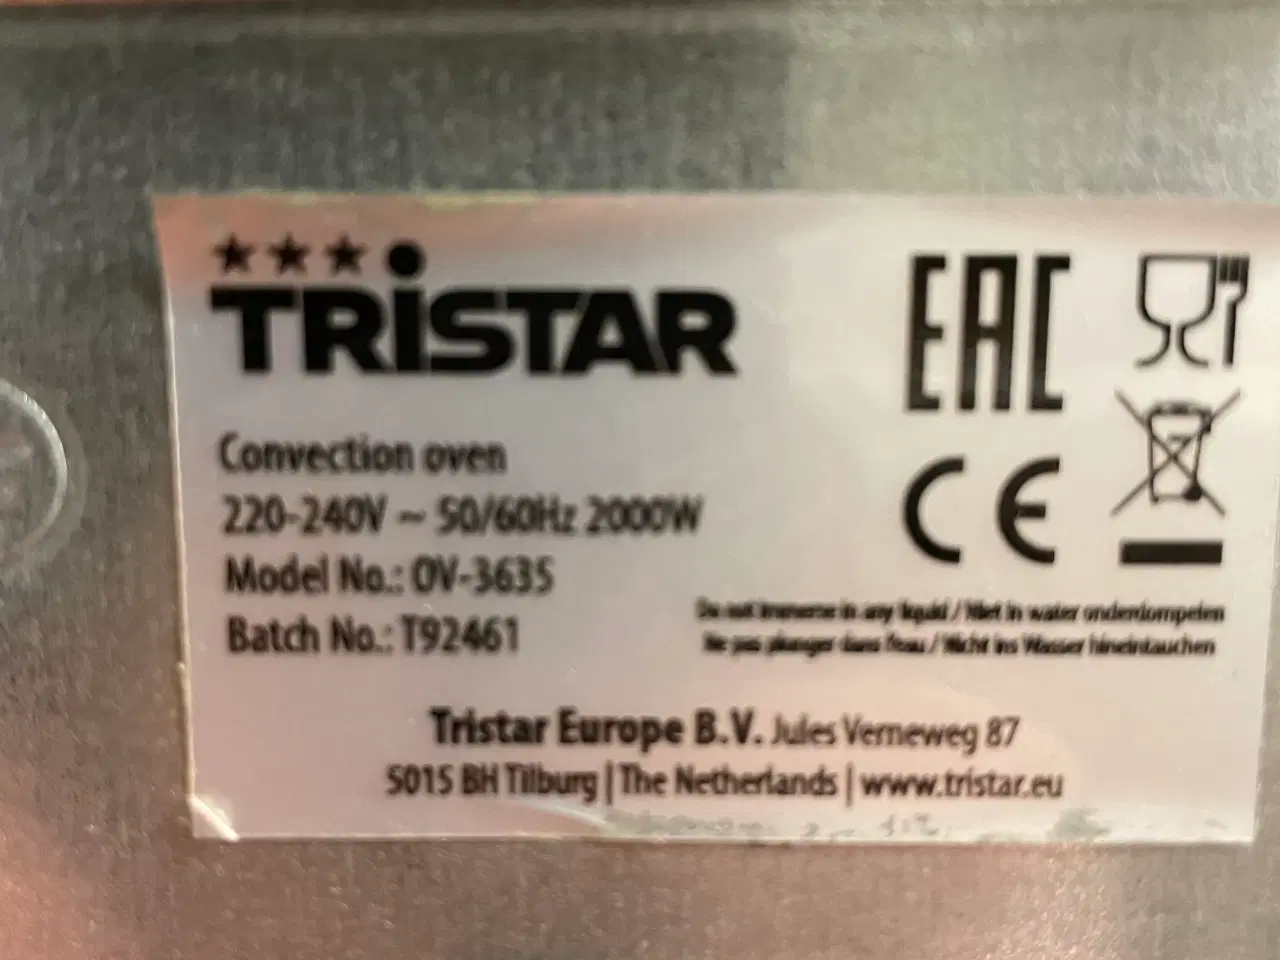 TRiSTAR
Convection oven
220-240V ~ 50/60Hz 2000W
Model No.: OV-3635
Batch No.: T92461
EAC
CE
Do not immerse in any liquid / Niet in water onderdompelen
Ne pas plonger dans l'eau / Nicht ins Wasser hineintauchen
Tristar Europe B.V. Jules Verneweg 87
5015 BH Tilburg | The Netherlands | www.tristar.eu